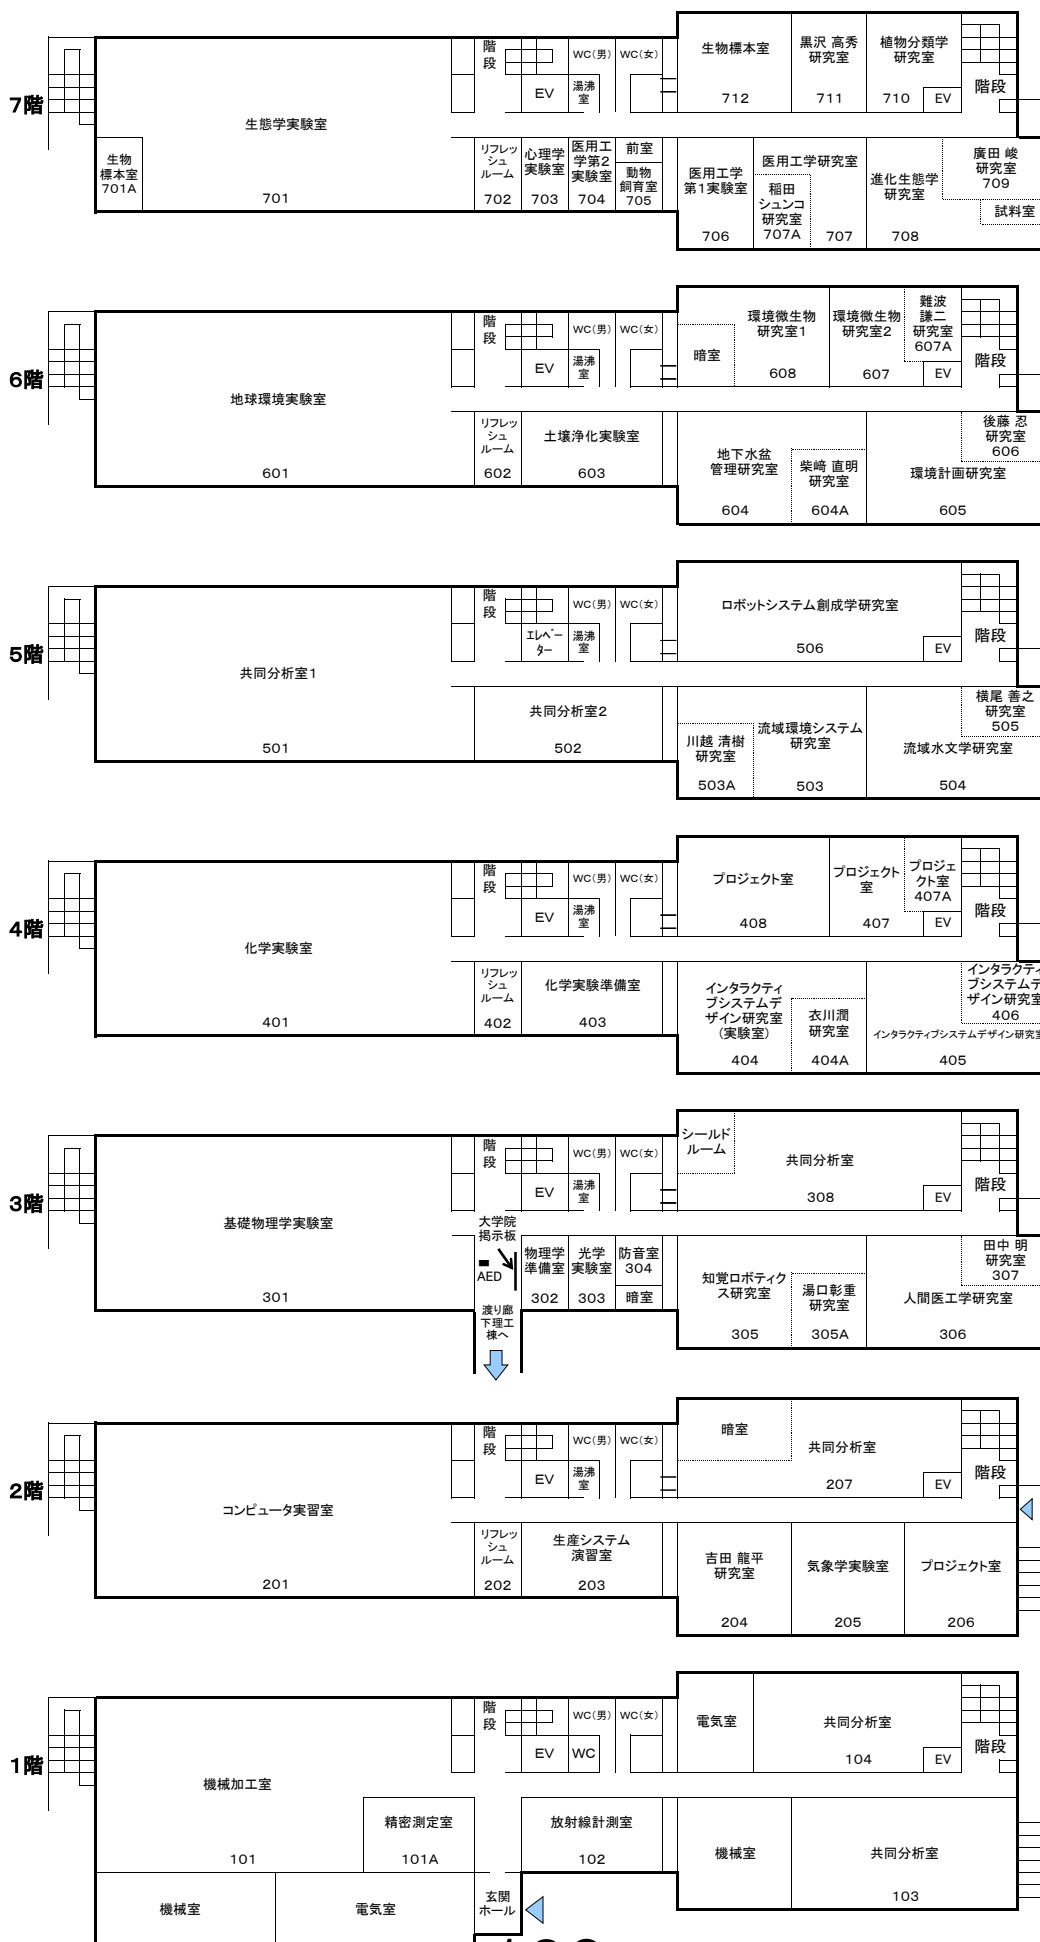 7階
階
段
WC(男)
WC(女)
EV
湯沸
室
生物標本室
712
黒沢 高秀
研究室
711
植物分類学
研究室
710
EV
階段
生態学実験室
701
生物
標本室
701A
リフレッ
シュ
ルーム
702
心理学
実験室
703
医用工
学第2
実験室
704
前室
動物
飼育室
705
医用工学
第1実験室
706
医用工学研究室
707
稲田
シュンコ
研究室
707A
進化生態学
研究室
708
廣田 峻
研究室
709
試料室
6階
階
段
WC(男)
WC(女)
EV
湯沸
室
暗室
環境微生物
研究室1
608
環境微生物
研究室2
607
難波
謙二
研究室
607A
EV
階段
地球環境実験室
601
リフレッ
シュ
ルーム
602
土壌浄化実験室
603
地下水盆
管理研究室
604
柴﨑 直明
研究室
604A
環境計画研究室
605
後藤 忍
研究室
606
5階
階
段
WC(男)
WC(女)
エレベー
ター
湯沸
室
ロボットシステム創成学研究室
506
EV
階段
共同分析室1
501
共同分析室2
502
川越 清樹
研究室
503A
流域環境システム
研究室
503
流域水文学研究室
504
横尾 善之
研究室
505
4階
階
段
WC(男)
WC(女)
EV
湯沸
室
プロジェクト室
408
プロジェクト
室
407
プロジェ
クト室
407A
EV
階段
化学実験室
401
リフレッ
シュ
ルーム
402
化学実験準備室
403
インタラクティ
ブシステムデ
ザイン研究室
(実験室)
404
衣川潤
研究室
404A
インタラクティブシステムデザイン研究室
405
インタラクティ
ブシステムデ
ザイン研究室
406
3階
階
段
WC(男)
WC(女)
EV
湯沸
室
シールド
ルーム
共同分析室
308
EV
階段
基礎物理学実験室
301
大学院
掲示板
AED
渡り廊
下理工
棟へ
物理学
準備室
302
光学
実験室
303
防音室
304
暗室
知覚ロボティク
ス研究室
305
湯口彰重
研究室
305A
人間医工学研究室
306
田中 明
研究室
307
2階
階
段
WC(男)
WC(女)
EV
湯沸
室
暗室
共同分析室
207
EV
階段
コンピュータ実習室
201
リフレッ
シュ
ルーム
202
生産システム
演習室
203
吉田 龍平
研究室
204
気象学実験室
205
プロジェクト室
206
1階
階
段
WC(男)
WC(女)
EV
WC
電気室
共同分析室
104
EV
階段
機械加工室
101
精密測定室
101A
放射線計測室
102
機械室
共同分析室
103
機械室
電気室
玄関
ホール